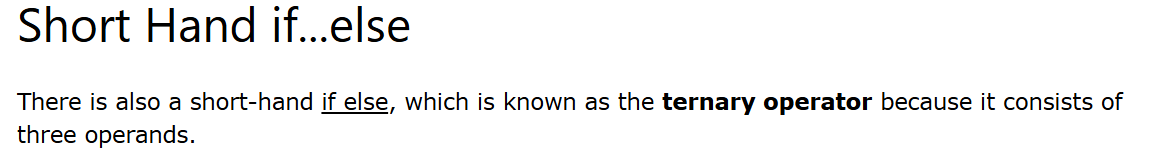 Short Hand if...else
There is also a short-hand if else, which is known as the ternary operator because it consists of
three operands.